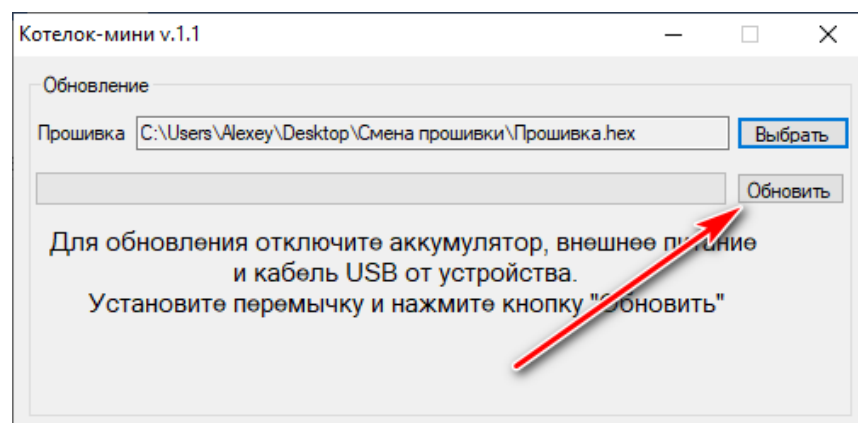 Котелок-мини v.1.1
Обновление
Прошивка C:\Users\Alexey\Desktop\Смена прошивки\Прошивка.hex Выбрать
Обновить
Для обновления отключите аккумулятор, внешнее питание
и кабель USB от устройства.
Установите перемычку и нажмите кнопку "Обновить"